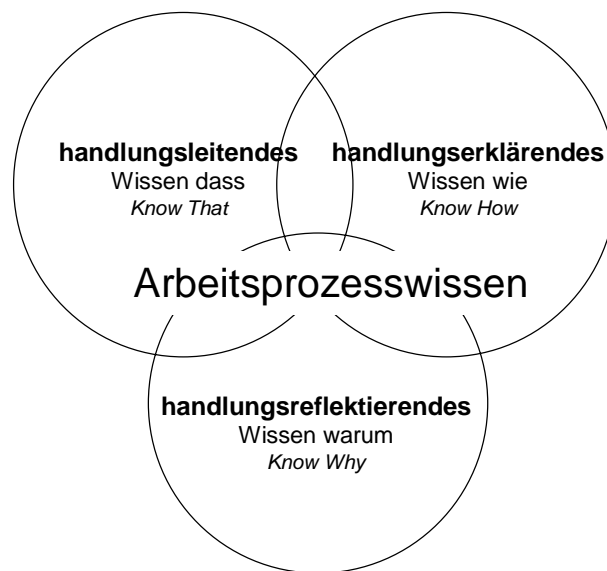 handlungsleitendes
Wissen dass
Know That
handlungserklärendes
Wissen wie
Know How
Arbeitsprozesswissen
handlungsreflektierendes
Wissen warum
Know Why